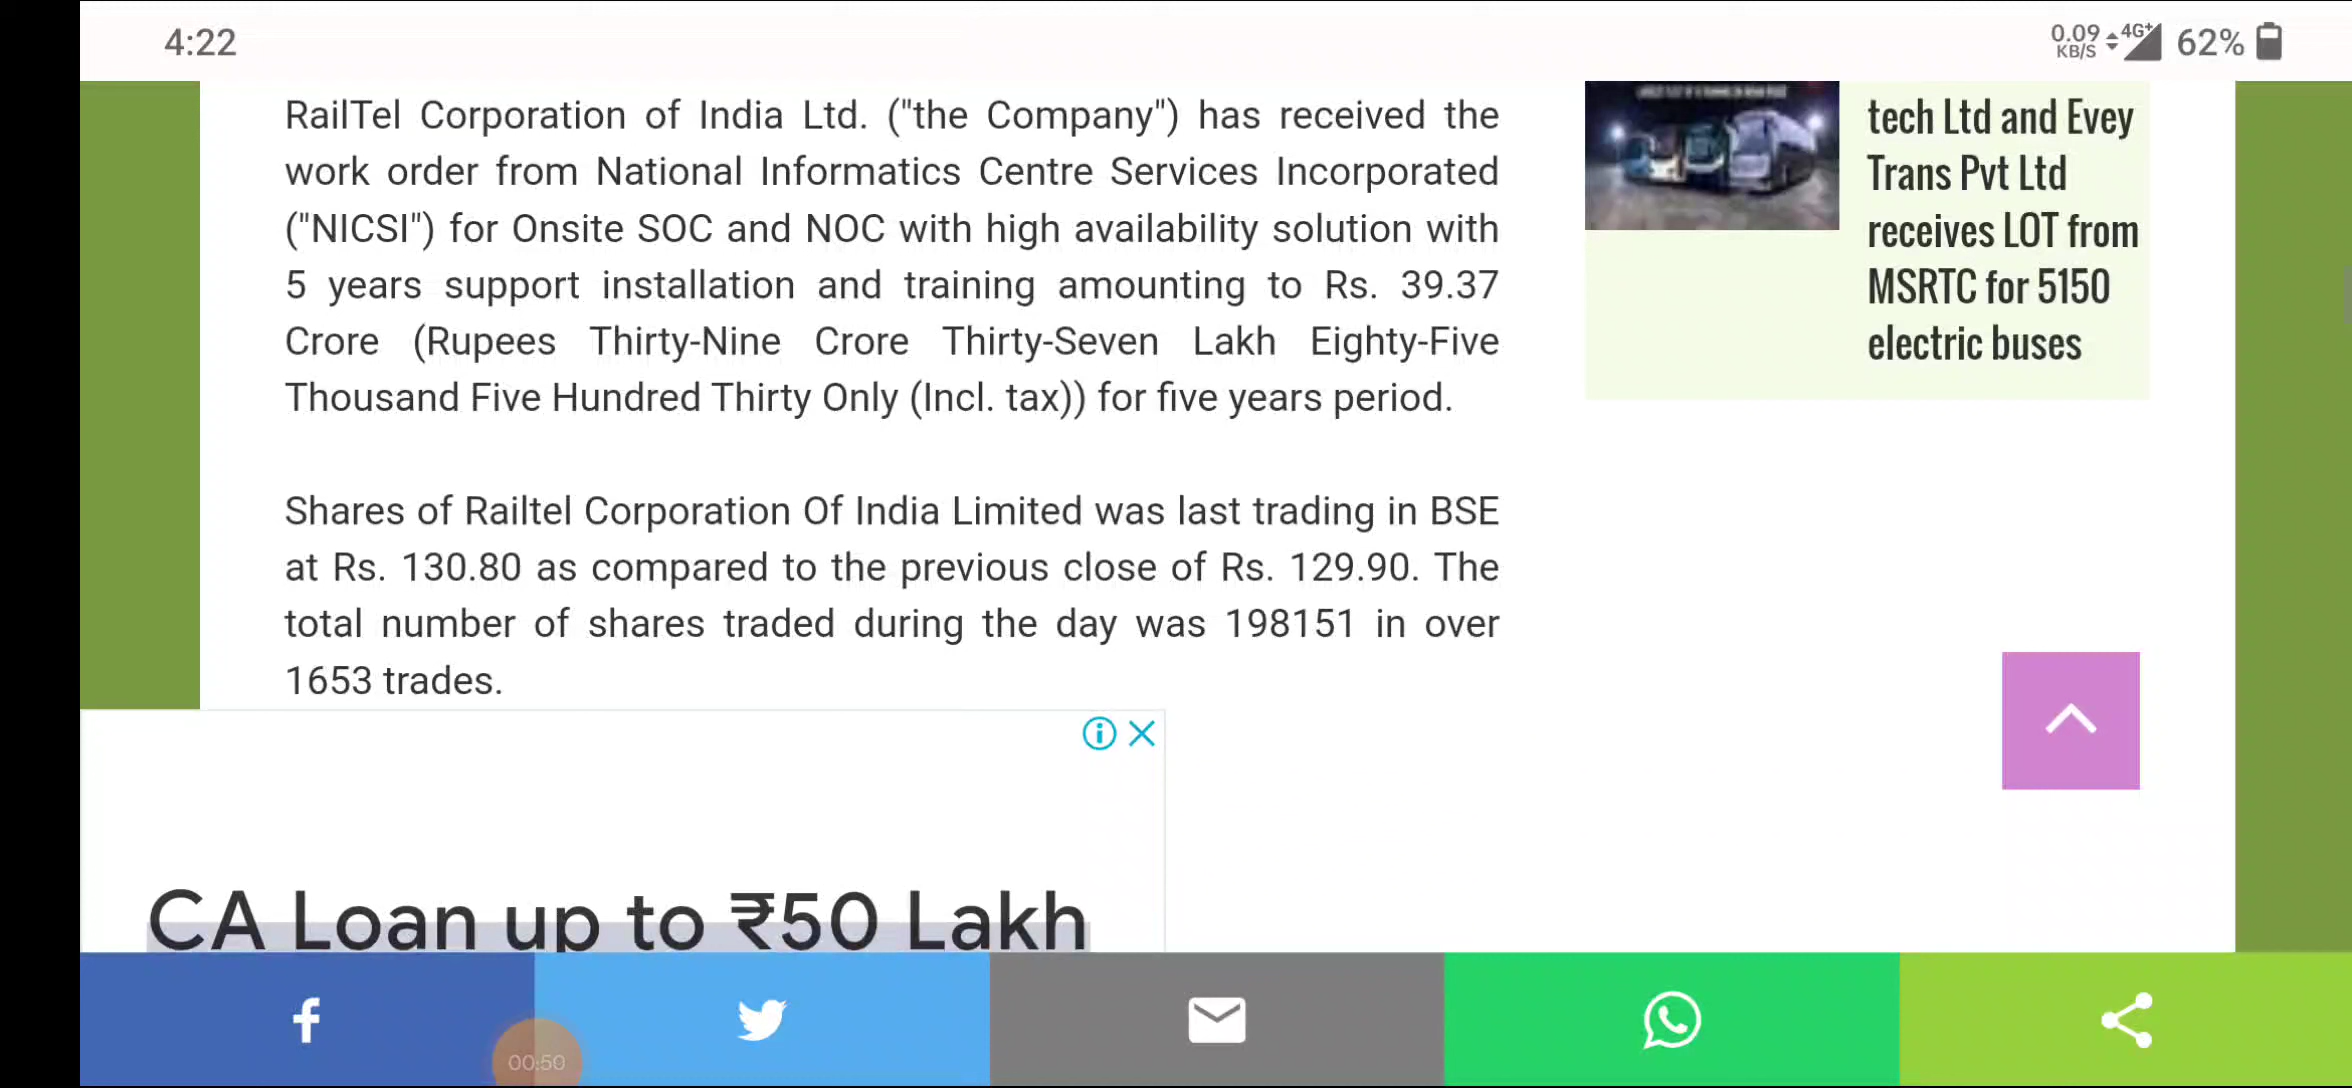 4:22
0.09
KB/S
4G+
62%
RailTel Corporation of India Ltd. ("the Company") has received the
work order from National Informatics Centre Services Incorporated
("NICSI") for Onsite SOC and NOC with high availability solution with
5 years support installation and training amounting to Rs. 39.37
Crore (Rupees Thirty-Nine Crore Thirty-Seven Lakh Eighty-Five
Thousand Five Hundred Thirty Only (Incl. tax)) for five years period.
Shares of Railtel Corporation Of India Limited was last trading in BSE
at Rs. 130.80 as compared to the previous close of Rs. 129.90. The
total number of shares traded during the day was 198151 in over
1653 trades.
tech Ltd and Evey
Trans Pvt Ltd
receives LOT from
MSRTC for 5150
electric buses
CA Loan up to ₹50 Lakh
00:50